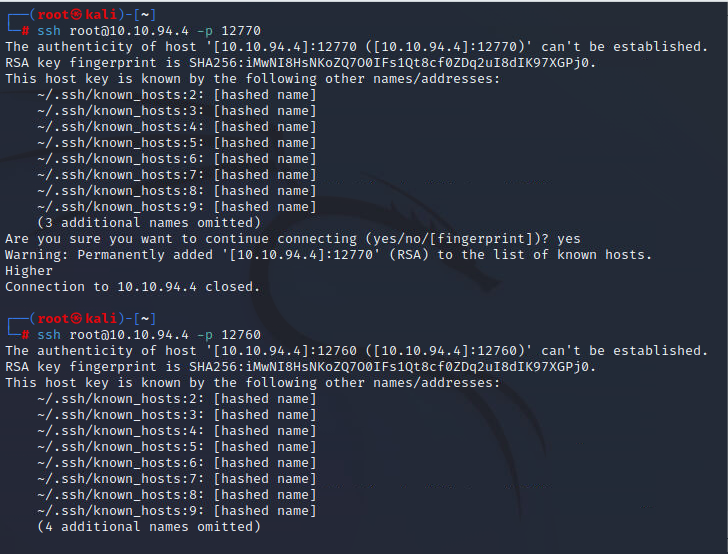 ┌──(root㉿kali)-[~]
└─# ssh root@10.10.94.4 -p 12770
The authenticity of host '[10.10.94.4]:12770 ([10.10.94.4]:12770)' can't be established.
RSA key fingerprint is SHA256:iMwNI8HsNKoZQ7O0IFs1Qt8cf0ZDq2uI8dIK97XGPj0.
This host key is known by the following other names/addresses:
    ~/.ssh/known_hosts:2: [hashed name]
    ~/.ssh/known_hosts:3: [hashed name]
    ~/.ssh/known_hosts:4: [hashed name]
    ~/.ssh/known_hosts:5: [hashed name]
    ~/.ssh/known_hosts:6: [hashed name]
    ~/.ssh/known_hosts:7: [hashed name]
    ~/.ssh/known_hosts:8: [hashed name]
    ~/.ssh/known_hosts:9: [hashed name]
    (3 additional names omitted)
Are you sure you want to continue connecting (yes/no/[fingerprint])? yes
Warning: Permanently added '[10.10.94.4]:12770' (RSA) to the list of known hosts.
Higher
Connection to 10.10.94.4 closed.
┌──(root㉿kali)-[~]
└─# ssh root@10.10.94.4 -p 12760
The authenticity of host '[10.10.94.4]:12760 ([10.10.94.4]:12760)' can't be established.
RSA key fingerprint is SHA256:iMwNI8HsNKoZQ7O0IFs1Qt8cf0ZDq2uI8dIK97XGPj0.
This host key is known by the following other names/addresses:
    ~/.ssh/known_hosts:2: [hashed name]
    ~/.ssh/known_hosts:3: [hashed name]
    ~/.ssh/known_hosts:4: [hashed name]
    ~/.ssh/known_hosts:5: [hashed name]
    ~/.ssh/known_hosts:6: [hashed name]
    ~/.ssh/known_hosts:7: [hashed name]
    ~/.ssh/known_hosts:8: [hashed name]
    ~/.ssh/known_hosts:9: [hashed name]
    (4 additional names omitted)